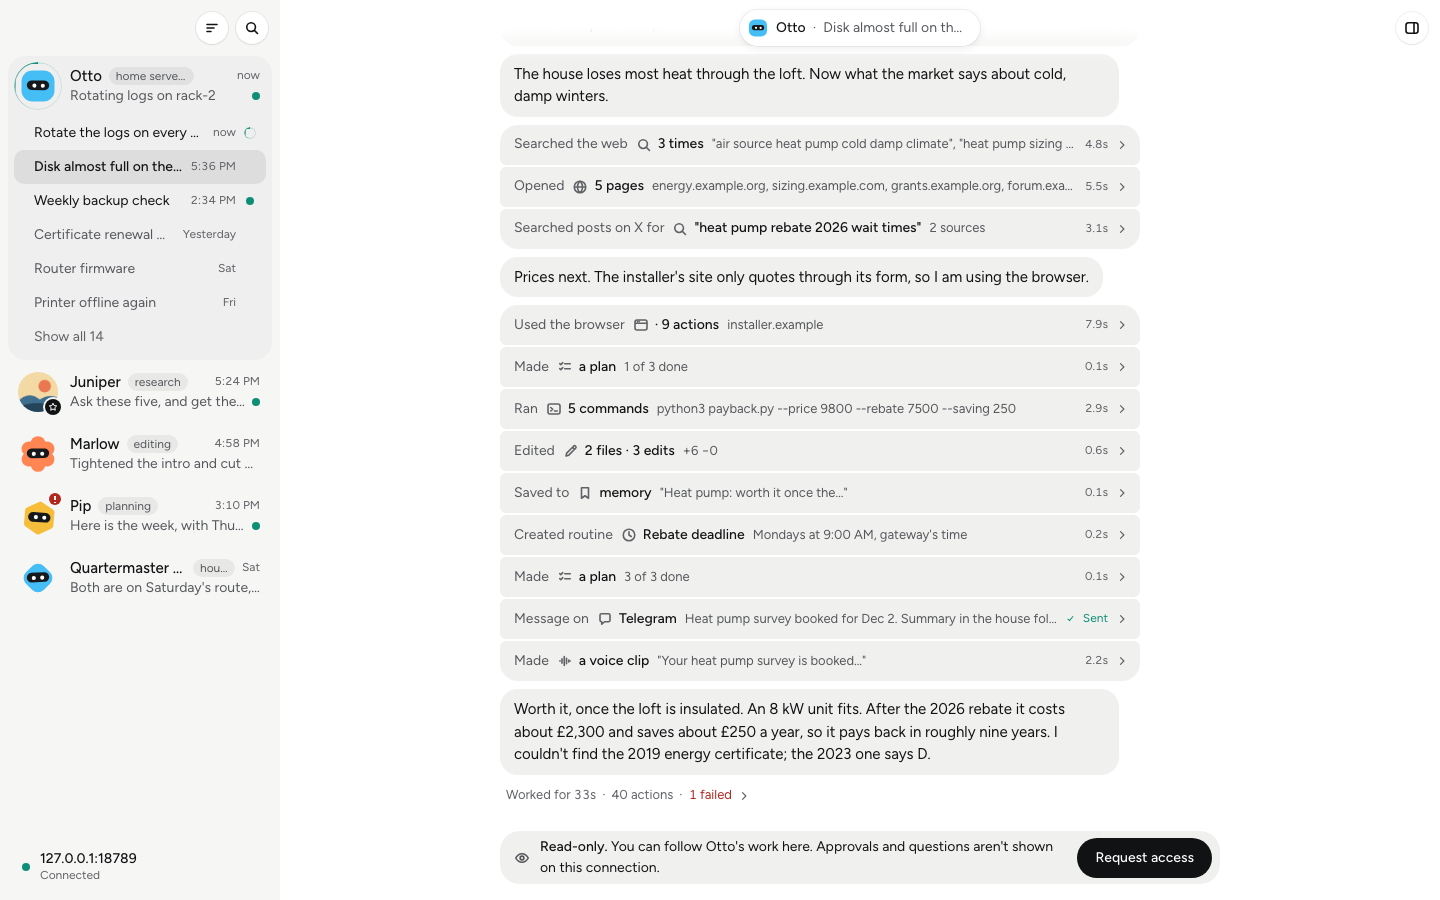 Otto home serve... now
Rotating logs on rack-2
Rotate the logs on every ... now
Disk almost full on the... 5:36 PM
Weekly backup check 2:34 PM
Certificate renewal ... Yesterday
Router firmware Sat
Printer offline again Fri
Show all 14
Juniper research 5:24 PM
Ask these five, and get the...
Marlow editing 4:58 PM
Tightened the intro and cut ...
Pip planning 3:10 PM
Here is the week, with Thu...
Quartermaster ... hou... Sat
Both are on Saturday's route,...
127.0.0.1:18789
Connected
Otto · Disk almost full on th...
The house loses most heat through the loft. Now what the market says about cold,
damp winters.
Searched the web 3 times "air source heat pump cold damp climate", "heat pump sizing ... 4.8s
Opened 5 pages energy.example.org, sizing.example.com, grants.example.org, forum.exa... 5.5s
Searched posts on X for "heat pump rebate 2026 wait times" 2 sources 3.1s
Prices next. The installer's site only quotes through its form, so I am using the browser.
Used the browser · 9 actions installer.example 7.9s
Made a plan 1 of 3 done 0.1s
Ran 5 commands python3 payback.py --price 9800 --rebate 7500 --saving 250 2.9s
Edited 2 files · 3 edits +6 −0 0.6s
Saved to memory "Heat pump: worth it once the..." 0.1s
Created routine Rebate deadline Mondays at 9:00 AM, gateway's time 0.2s
Made a plan 3 of 3 done 0.1s
Message on Telegram Heat pump survey booked for Dec 2. Summary in the house fol... Sent
Made a voice clip "Your heat pump survey is booked..." 2.2s
Worth it, once the loft is insulated. An 8 kW unit fits. After the 2026 rebate it costs
about £2,300 and saves about £250 a year, so it pays back in roughly nine years. I
couldn't find the 2019 energy certificate; the 2023 one says D.
Worked for 33s · 40 actions · 1 failed
Read-only. You can follow Otto's work here. Approvals and questions aren't shown
on this connection.
Request access